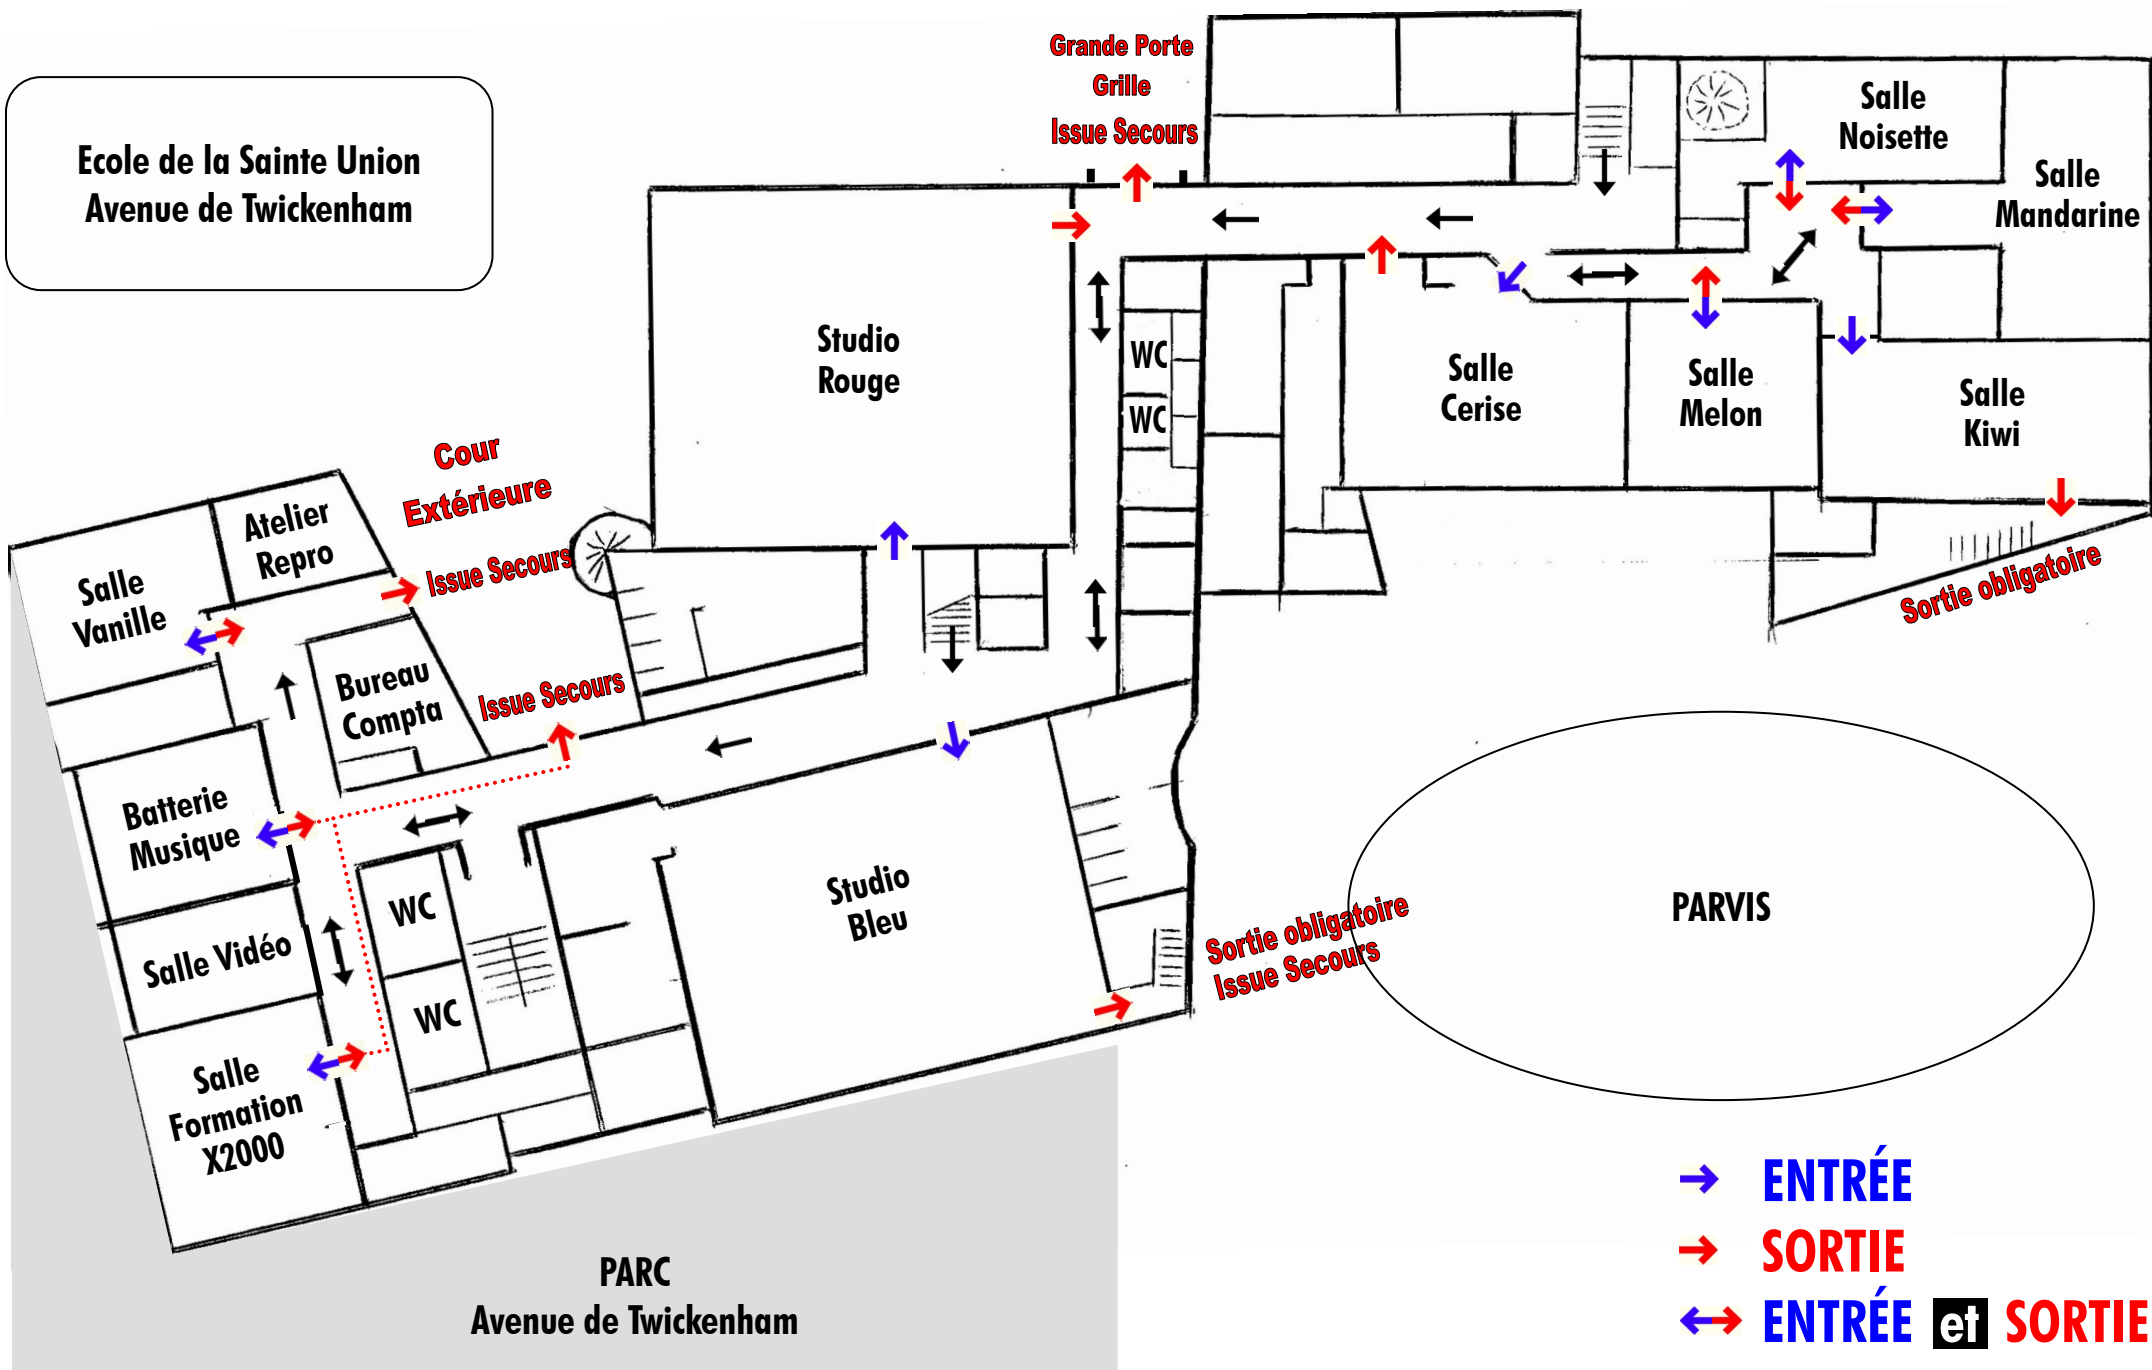 Ecole de la Sainte Union
Avenue de Twickenham
Grande Porte
Grille
Issue Secours
Salle
Noisette
Salle
Mandarine
Studio
Rouge
WC
WC
Salle
Cerise
Salle
Melon
Salle
Kiwi
Sortie obligatoire
Cour
Extérieure
Issue Secours
Atelier
Repro
Salle
Vanille
Bureau
Compta
Issue Secours
Batterie
Musique
Salle Vidéo
WC
WC
Salle
Formation
X2000
Studio
Bleu
Sortie obligatoire
Issue Secours
PARVIS
PARC
Avenue de Twickenham
ENTRÉE
SORTIE
ENTRÉE et SORTIE